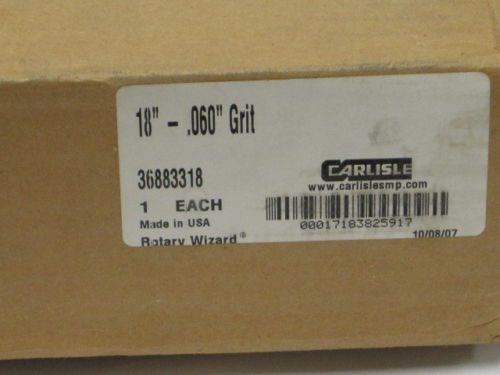 18" - .060" Grit
36883318
CARLISLE
www.carlislesmp.com
1 EACH
Made in USA
00017183825917
Rotary Wizard®
10/08/07